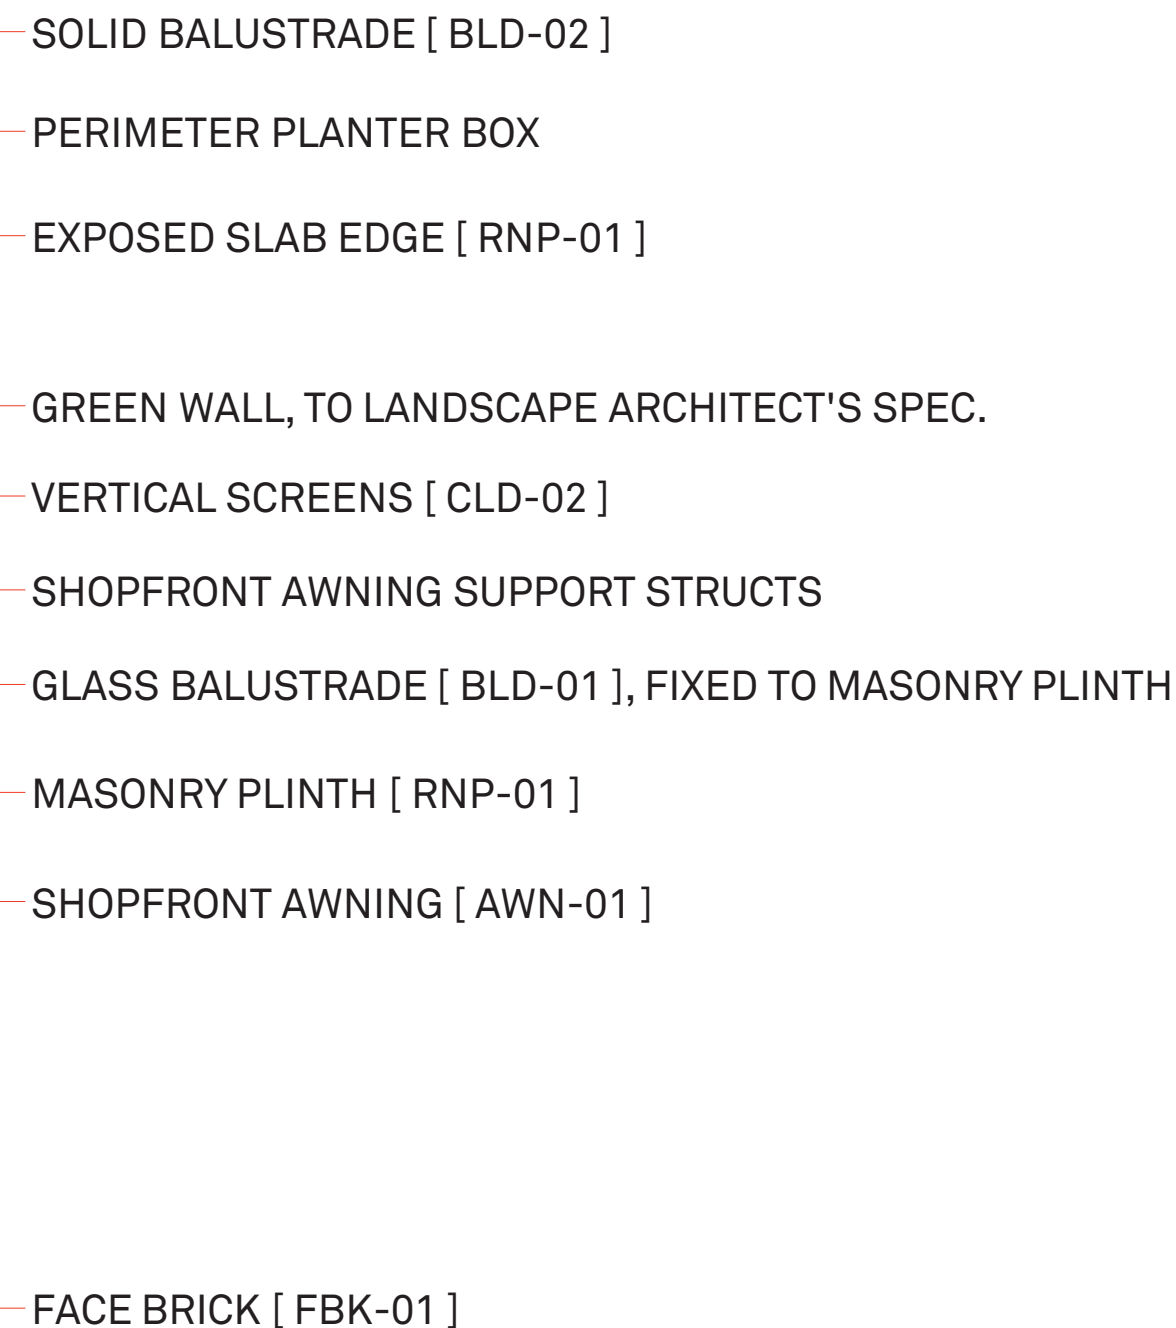 SOLID BALUSTRADE [ BLD-02 ]
PERIMETER PLANTER BOX
EXPOSED SLAB EDGE [ RNP-01 ]
GREEN WALL, TO LANDSCAPE ARCHITECT'S SPEC.
VERTICAL SCREENS [ CLD-02 ]
SHOPFRONT AWNING SUPPORT STRUCTS
GLASS BALUSTRADE [ BLD-01 ], FIXED TO MASONRY PLINTH
MASONRY PLINTH [ RNP-01 ]
SHOPFRONT AWNING [ AWN-01 ]
FACE BRICK [ FBK-01 ]